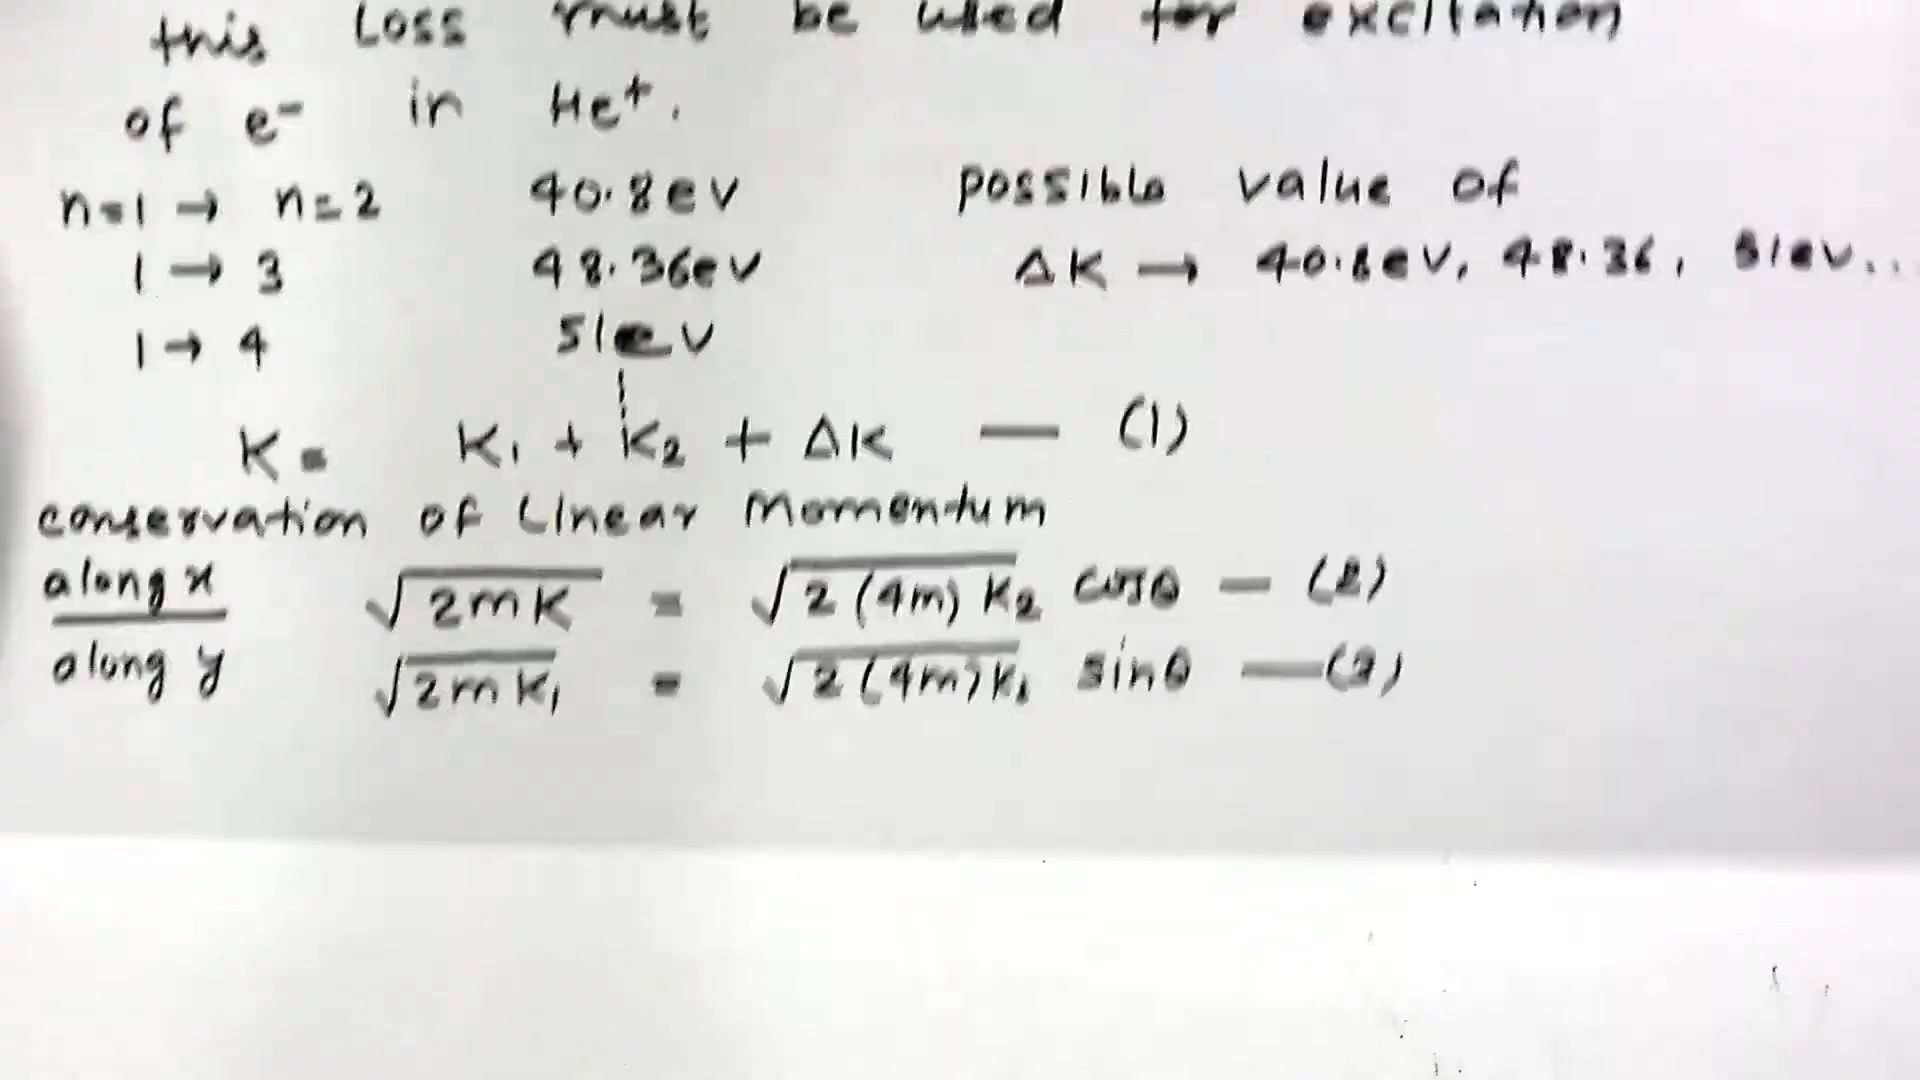 this Loss must be used for excitation
of e⁻ in He⁺.
n=1 → n=2 40.8eV possible value of
1 → 3 48.36eV ΔK → 40.8eV, 48.36, 51ev...
1 → 4 51ev
K = K₁ + K₂ + ΔK — (1)
conservation of Linear Momentum
along x √2mK = √2(4m)K₂ cosθ — (2)
along y √2mK₁ = √2(4m)K₁ sinθ — (3)